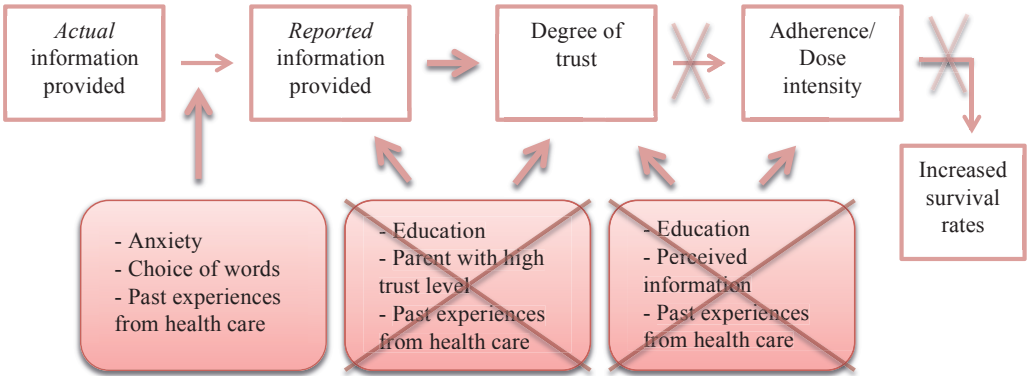 Actual
information
provided
Reported
information
provided
Degree of
trust
Adherence/
Dose
intensity
Increased
survival
rates
- Anxiety
- Choice of words
- Past experiences
from health care
- Education
- Parent with high
trust level
- Past experiences
from health care
- Education
- Perceived
information
- Past experiences
from health care